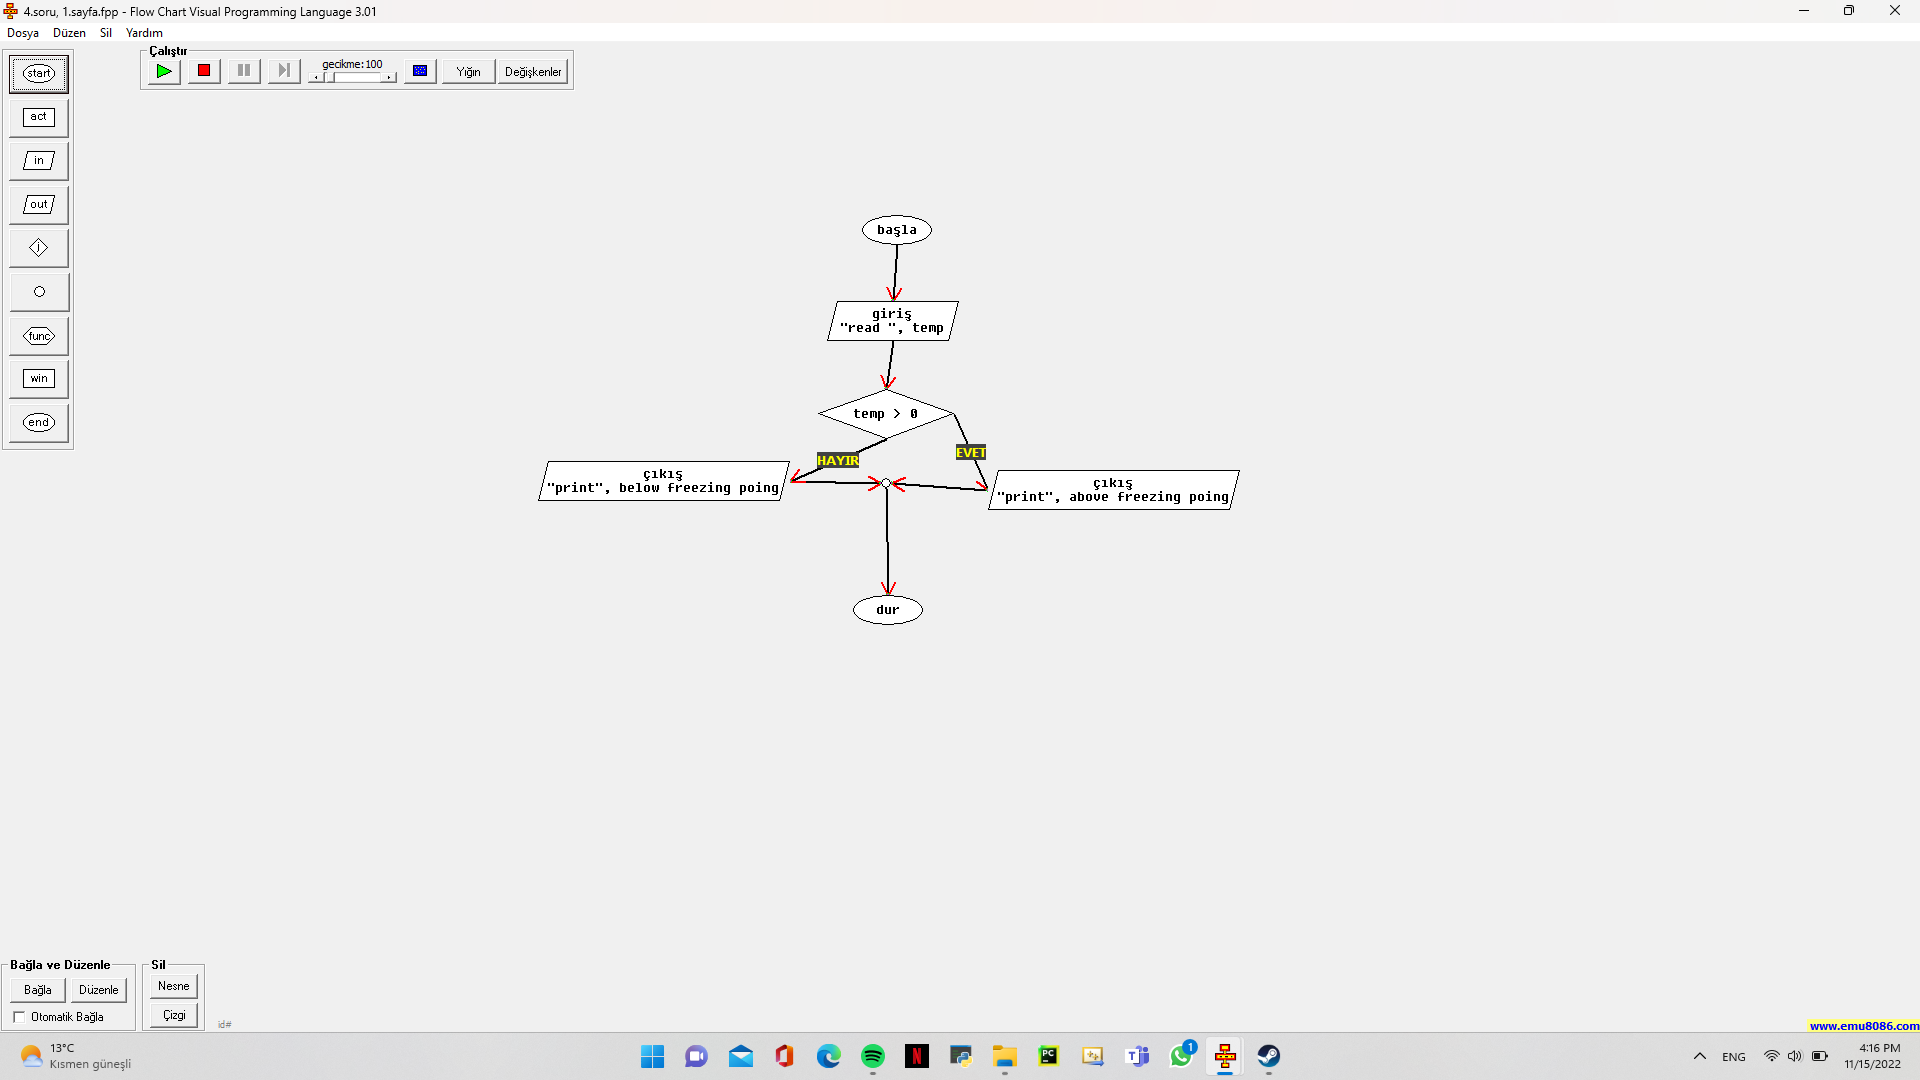 4.soru, 1.sayfa.fpp - Flow Chart Visual Programming Language 3.01
Dosya Düzen Sil Yardım
Çalıştır
gecikme:100
Yığın
Değişkenler
start
act
in
out
i
func
win
end
başla
giriş
"read ", temp
temp > 0
HAYIR
EVET
çıkış
"print", below freezing poing
çıkış
"print", above freezing poing
dur
Bağla ve Düzenle
Bağla
Düzenle
Otomatik Bağla
Sil
Nesne
Çizgi
id#
www.emu8086.com
13°C
Kısmen güneşli
N
PC
1
ENG
4:16 PM
11/15/2022